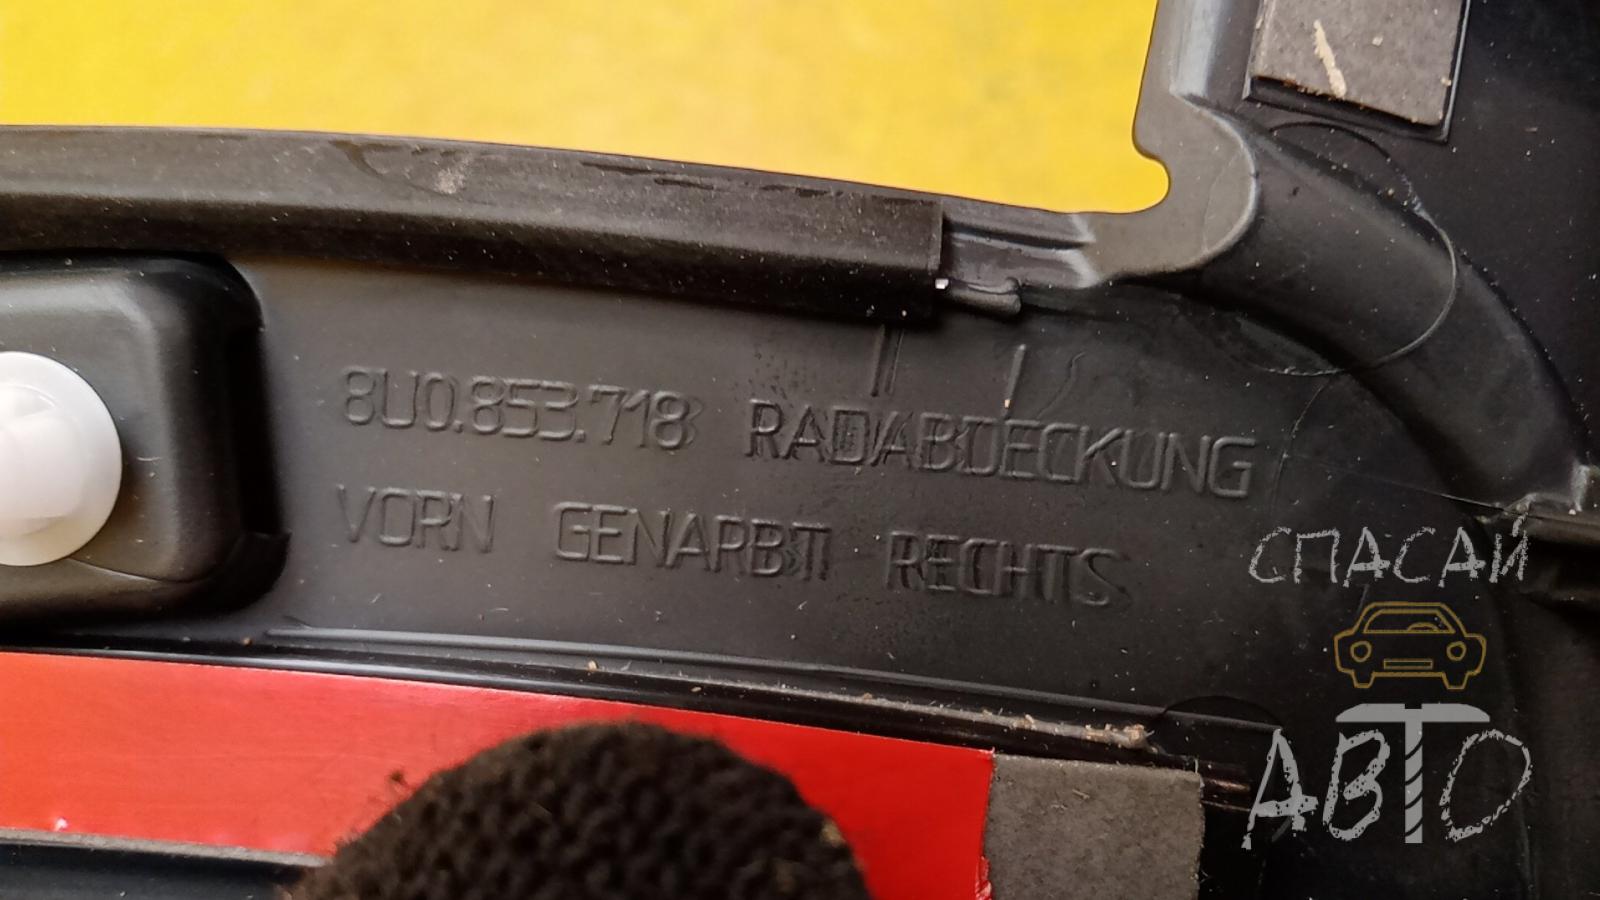 8U0.853.718 RADABDECKUNG
VORN GENARBT RECHTS
СПАСАЙ
АВТО